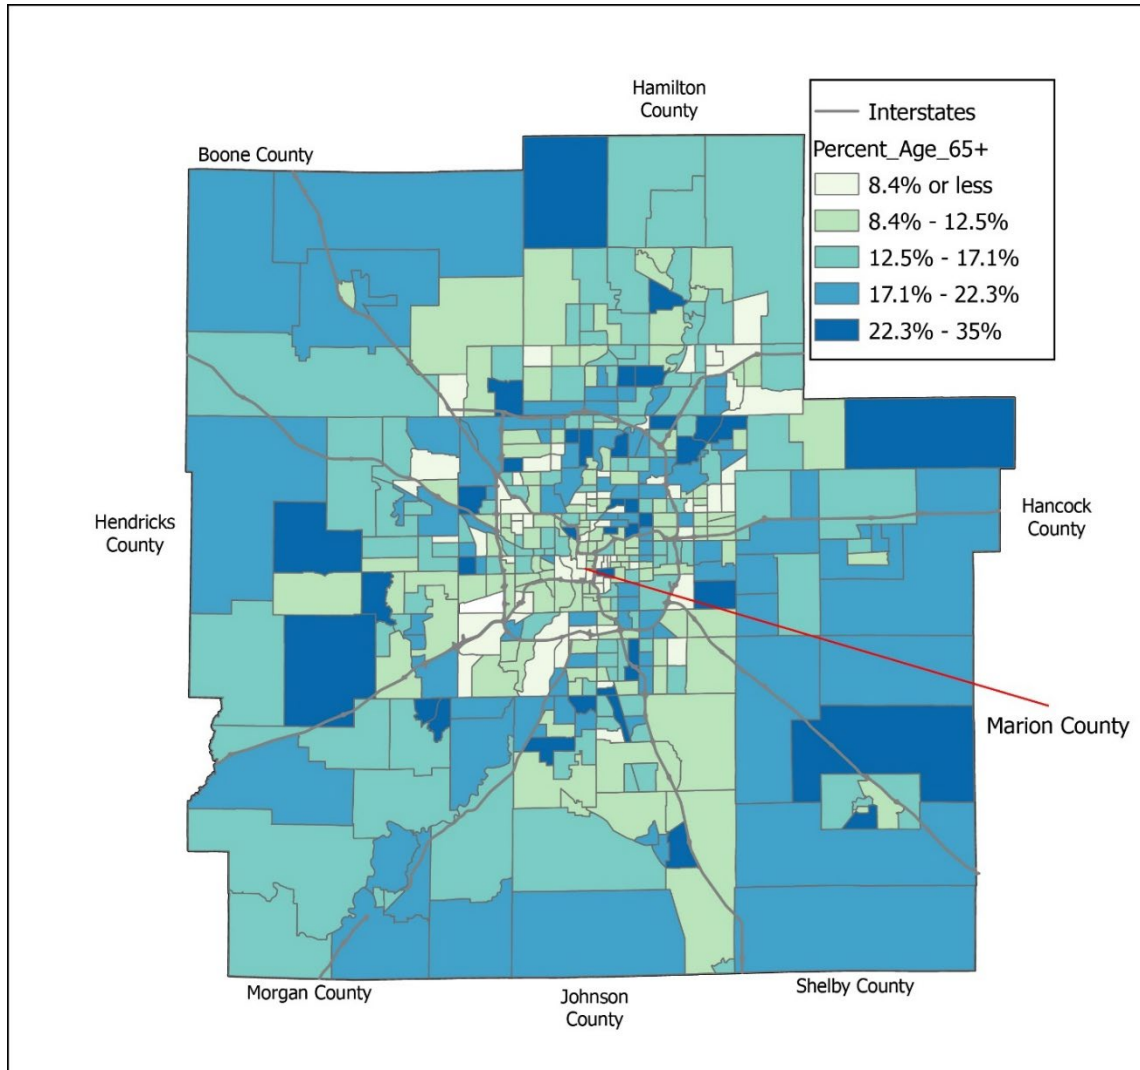 Hamilton
County
Boone County
Interstates
Percent_Age_65+
8.4% or less
8.4% - 12.5%
12.5% - 17.1%
17.1% - 22.3%
22.3% - 35%
Hendricks
County
Hancock
County
Marion County
Morgan County
Johnson
County
Shelby County